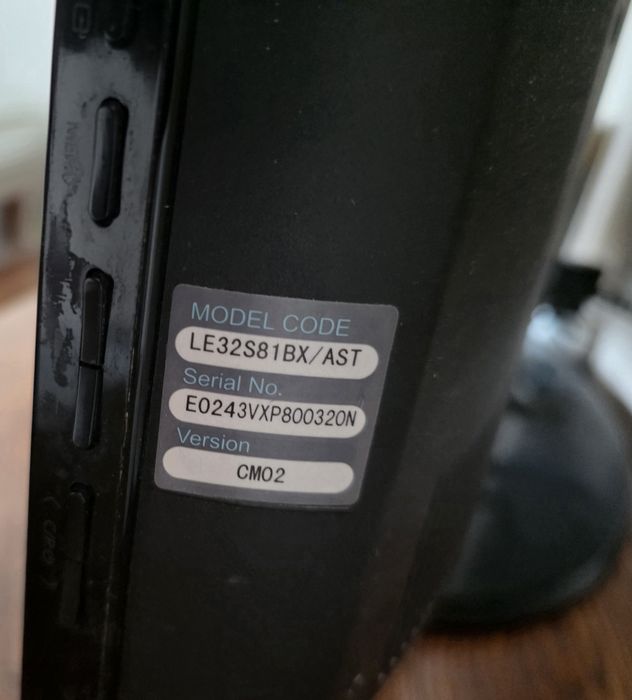 MODEL CODE
LE32S81BX/AST
Serial No.
E0243VXP800320N
Version
CM02